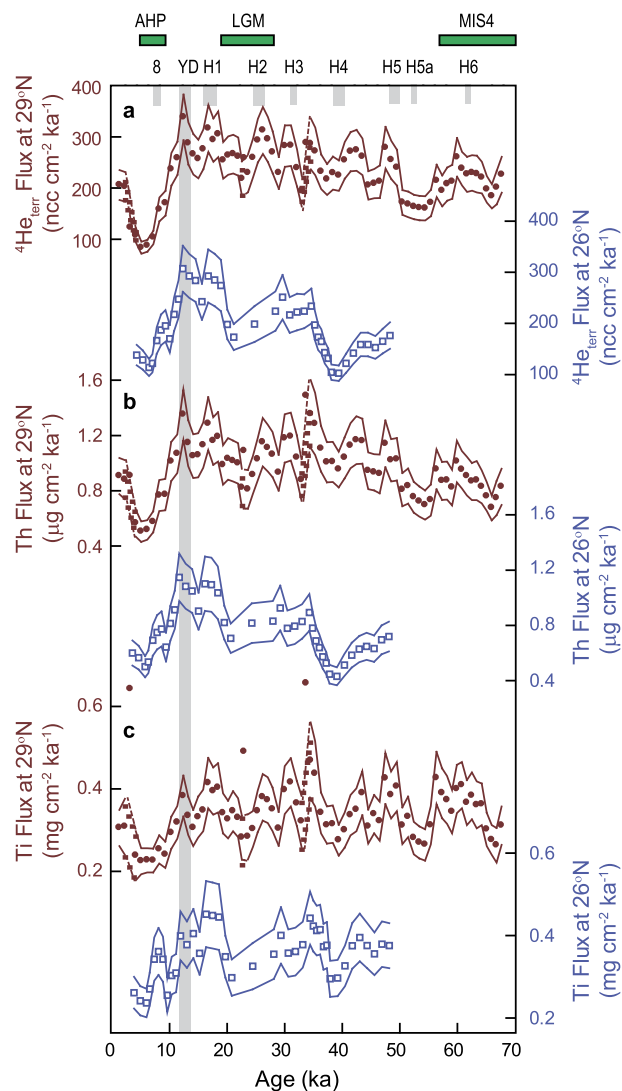 AHP LGM MIS4
8 YD H1 H2 H3 H4 H5 H5a H6
a
400
300
200
100
⁴Heterr Flux at 29°N
(ncc cm⁻² ka⁻¹)
400
300
200
100
⁴Heterr Flux at 26°N
(ncc cm⁻² ka⁻¹)
b
1.6
1.2
0.8
0.4
Th Flux at 29°N
(μg cm⁻² ka⁻¹)
1.6
1.2
0.8
0.4
Th Flux at 26°N
(μg cm⁻² ka⁻¹)
c
0.6
0.4
0.2
Ti Flux at 29°N
(mg cm⁻² ka⁻¹)
0.6
0.4
0.2
Ti Flux at 26°N
(mg cm⁻² ka⁻¹)
0 10 20 30 40 50 60 70
Age (ka)